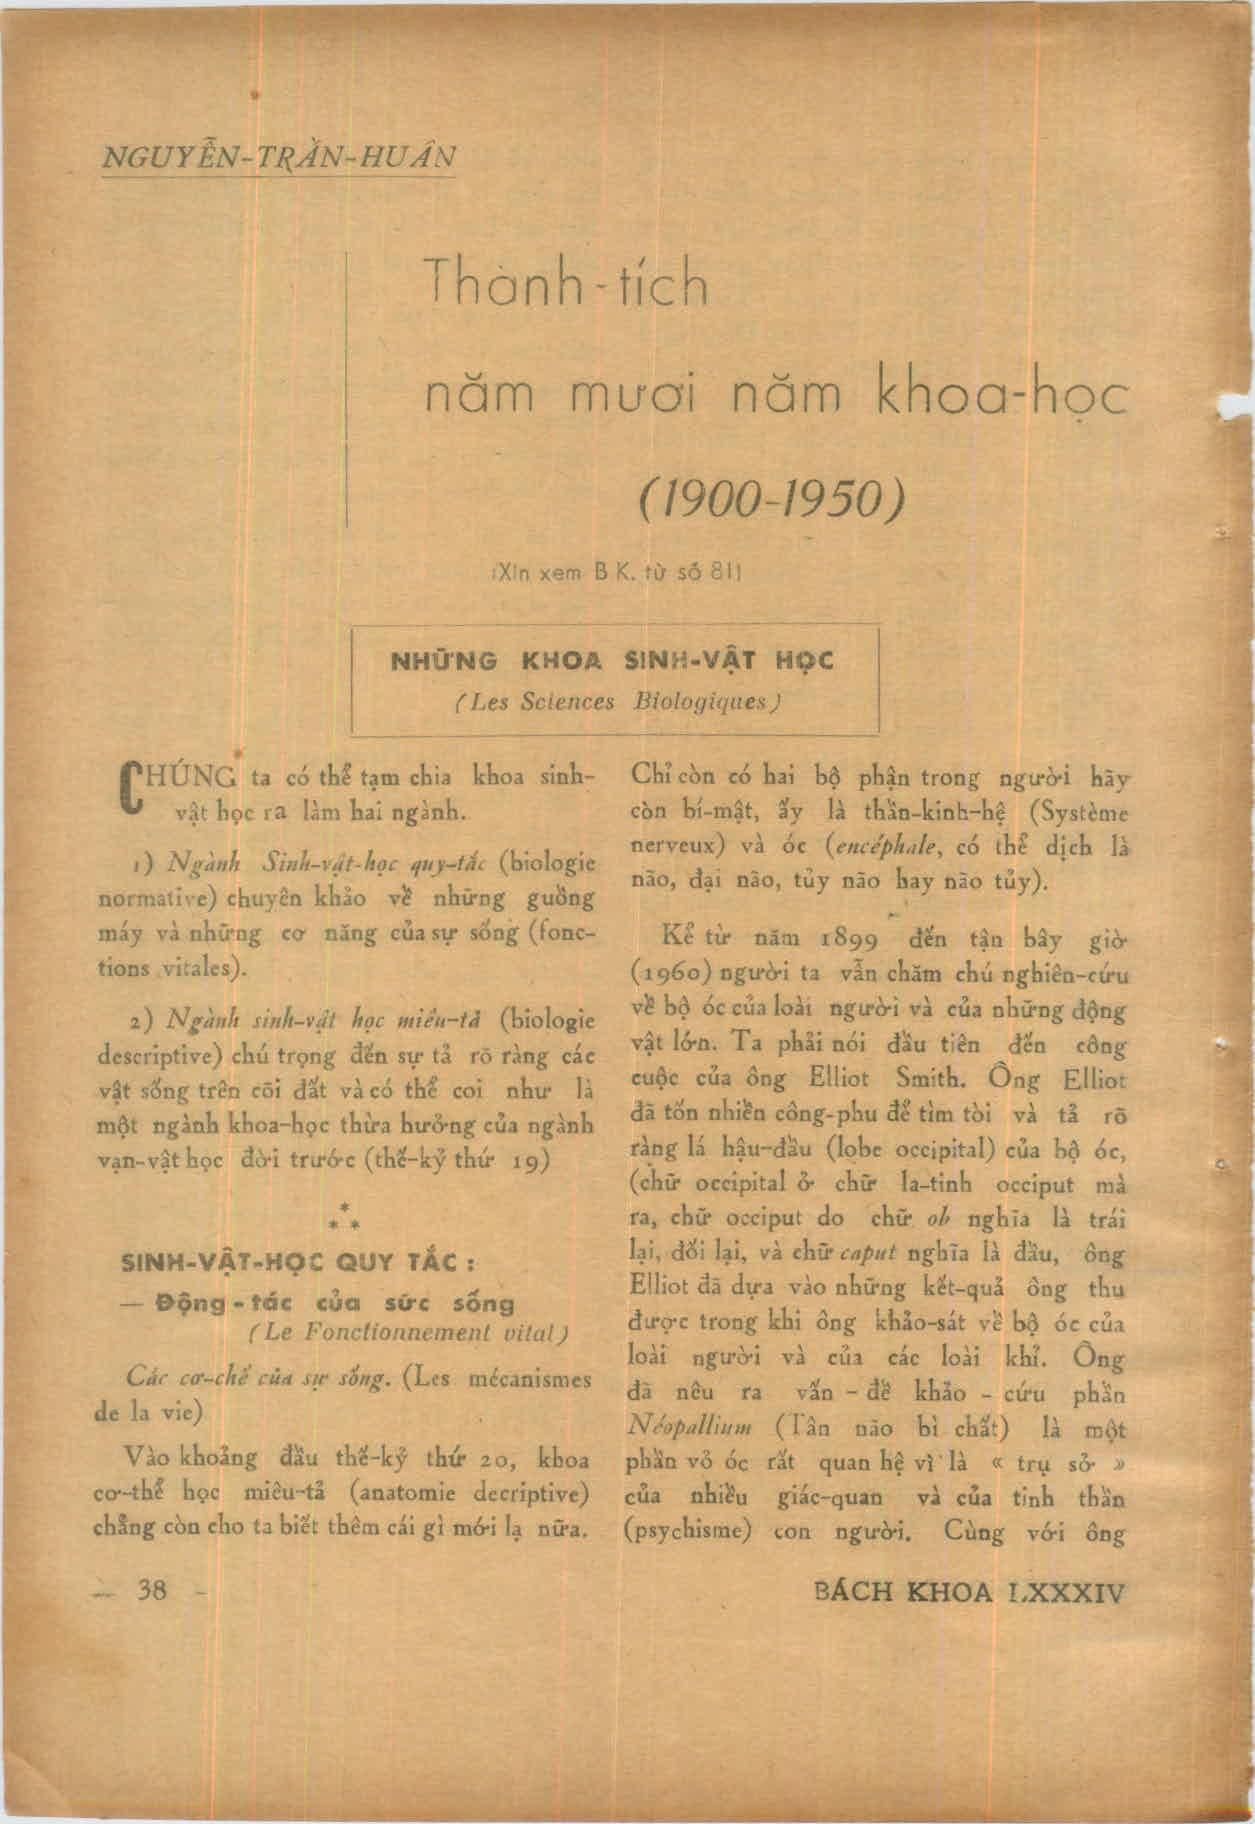 NGUYỄN-TRẦN-HUÂN
Thành-tích
năm mươi năm khoa-học
(1900-1950)
(Xin xem B K. từ số 81)
NHỮNG KHOA SINH-VẬT HỌC
(Les Sciences Biologiques)
CHÚNG ta có thể tạm chia khoa sinh-
vật học ra làm hai ngành.
1) Ngành Sinh-vật-học quy-tắc (biologie
normative) chuyên khảo về những guồng
máy và những cơ năng của sự sống (fonc-
tions vitales).
2) Ngành sinh-vật học miêu-tả (biologie
descriptive) chú trọng đến sự tả rõ ràng các
vật sống trên cõi đất và có thể coi như là
một ngành khoa-học thừa hưởng của ngành
vạn-vật học đời trước (thế-kỷ thứ 19)
*
* *
SINH-VẬT-HỌC QUY TẮC :
— Động - tác của sức sống
(Le Fonctionnement vital)
Các cơ-chế của sự sống. (Les mécanismes
de la vie)
Vào khoảng đầu thế-kỷ thứ 20, khoa
cơ-thể học miêu-tả (anatomie decriptive)
chẳng còn cho ta biết thêm cái gì mới lạ nữa.
Chỉ còn có hai bộ phận trong người hãy
còn bí-mật, ấy là thần-kinh-hệ (Système
nerveux) và óc (encéphale, có thể dịch là
não, đại não, tủy não hay não tủy).
Kể từ năm 1899 đến tận bây giờ
(1960) người ta vẫn chăm chú nghiên-cứu
về bộ óc của loài người và của những động
vật lớn. Ta phải nói đầu tiên đến công
cuộc của ông Elliot Smith. Ông Elliot
đã tốn nhiền công-phu để tìm tòi và tả rõ
ràng lá hậu-đầu (lobe occipital) của bộ óc,
(chữ occipital ở chữ la-tinh occiput mà
ra, chữ occiput do chữ ob nghĩa là trái
lại, đối lại, và chữ caput nghĩa là đầu, ông
Elliot đã dựa vào những kết-quả ông thu
được trong khi ông khảo-sát về bộ óc của
loài người và của các loài khỉ. Ông
đã nêu ra vấn - đề khảo - cứu phần
Néopallium (Tân não bì chất) là một
phần vỏ óc rất quan hệ vì là « trụ sở »
của nhiều giác-quan và của tinh thần
(psychisme) con người. Cùng với ông
— 38 -
BÁCH KHOA LXXXIV